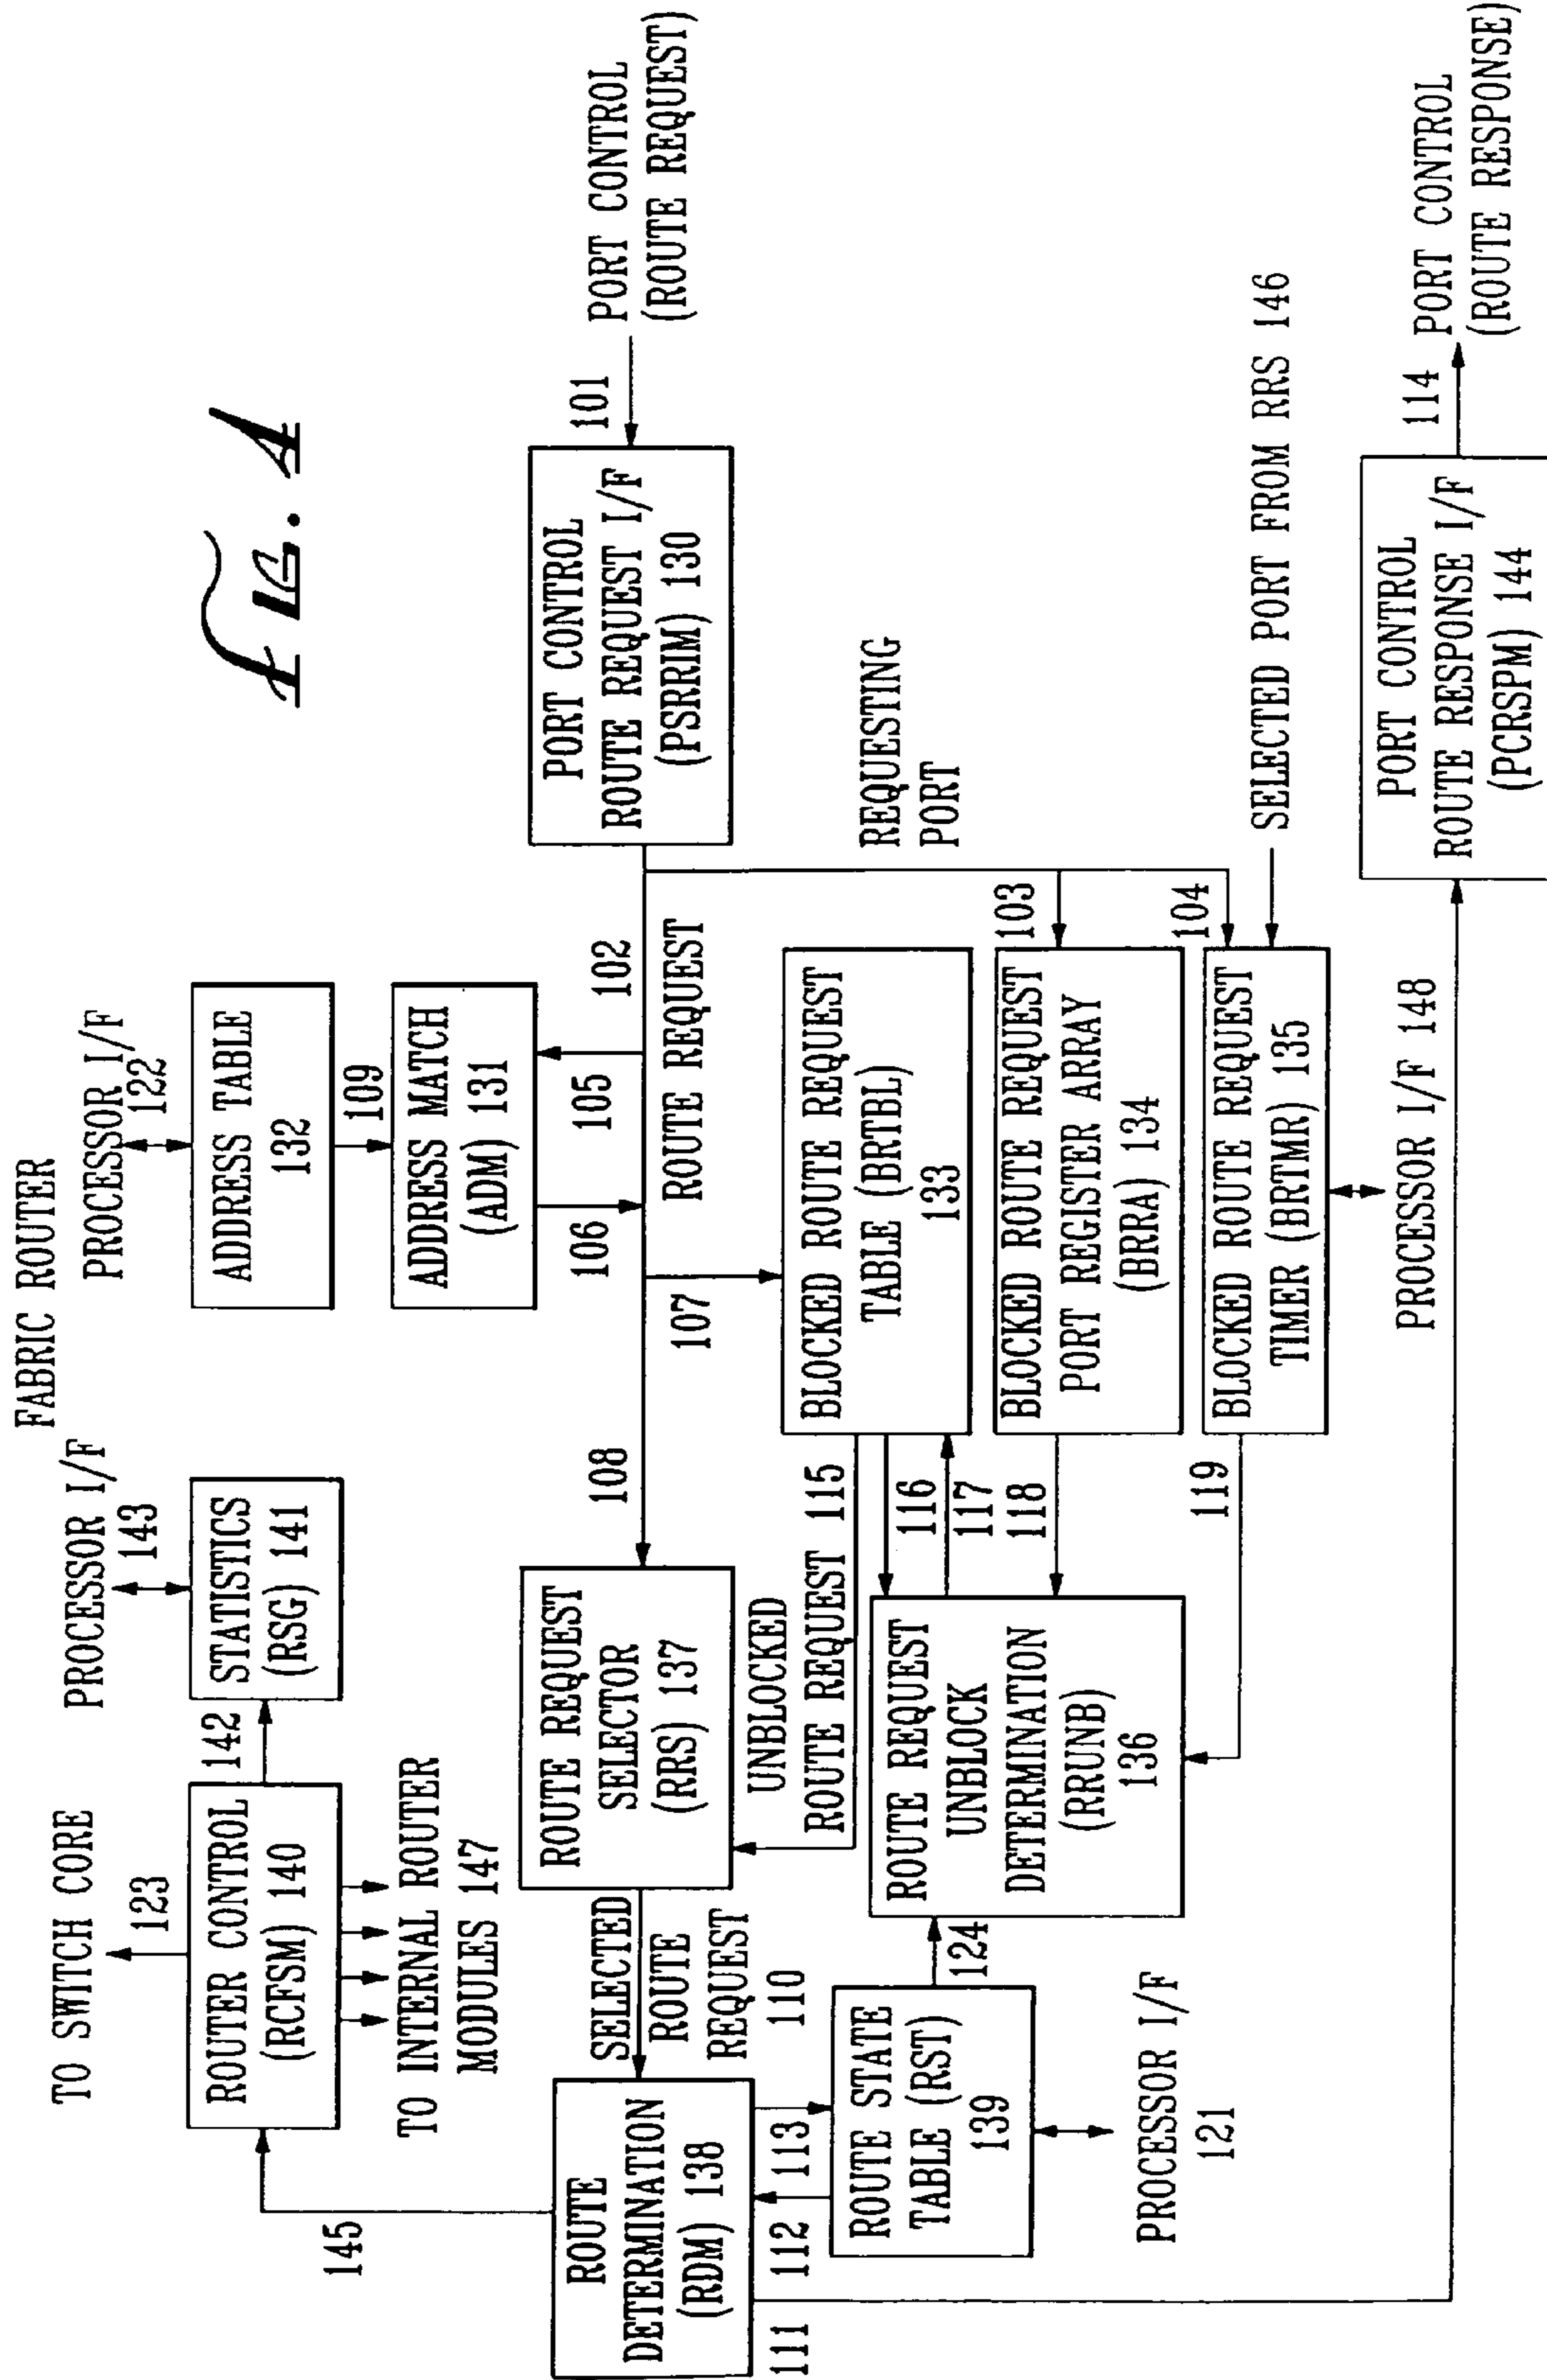 FABRIC ROUTER
TO SWITCH CORE
123
PROCESSOR I/F
143
PROCESSOR I/F
122
FIG. 4
ROUTER CONTROL
(RCFSM) 140
142
STATISTICS
(RSG) 141
ADDRESS TABLE
132
109
145
TO INTERNAL ROUTER
MODULES 147
ADDRESS MATCH
(ADM) 131
106
105
ROUTE
DETERMINATION
(RDM) 138
SELECTED
ROUTE
REQUEST
110
ROUTE REQUEST
SELECTOR
(RRS) 137
108
107
102
ROUTE REQUEST
PORT CONTROL
ROUTE REQUEST I/F
(PSRRIM) 130
101
PORT CONTROL
(ROUTE REQUEST)
111
112
113
UNBLOCKED
ROUTE REQUEST 115
BLOCKED ROUTE REQUEST
TABLE (BRTBL)
133
REQUESTING
PORT
ROUTE STATE
TABLE (RST)
139
124
ROUTE REQUEST
UNBLOCK
DETERMINATION
(RRUNB)
136
116
117
118
119
BLOCKED ROUTE REQUEST
PORT REGISTER ARRAY
(BRRA) 134
103
104
PROCESSOR I/F
121
BLOCKED ROUTE REQUEST
TIMER (BRTMR) 135
SELECTED PORT FROM RRS 146
PROCESSOR I/F 148
PORT CONTROL
ROUTE RESPONSE I/F
(PCRSPM) 144
114
PORT CONTROL
(ROUTE RESPONSE)